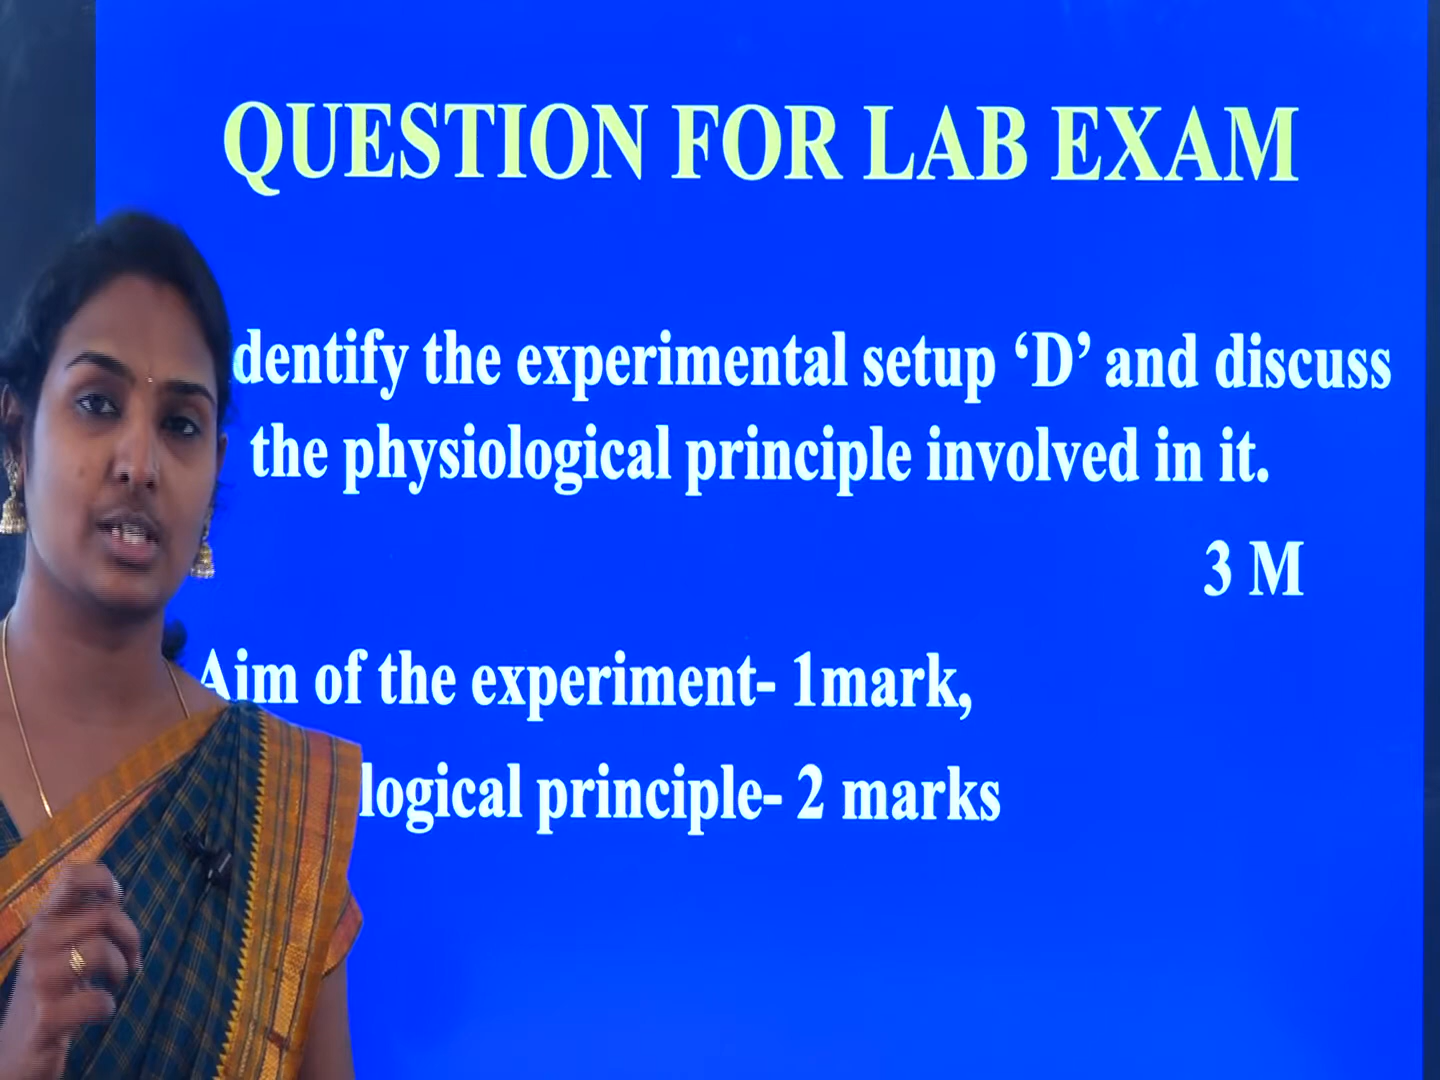 QUESTION FOR LAB EXAM
dentify the experimental setup ‘D’ and discuss
the physiological principle involved in it.
3 M
Aim of the experiment- 1mark,
logical principle- 2 marks